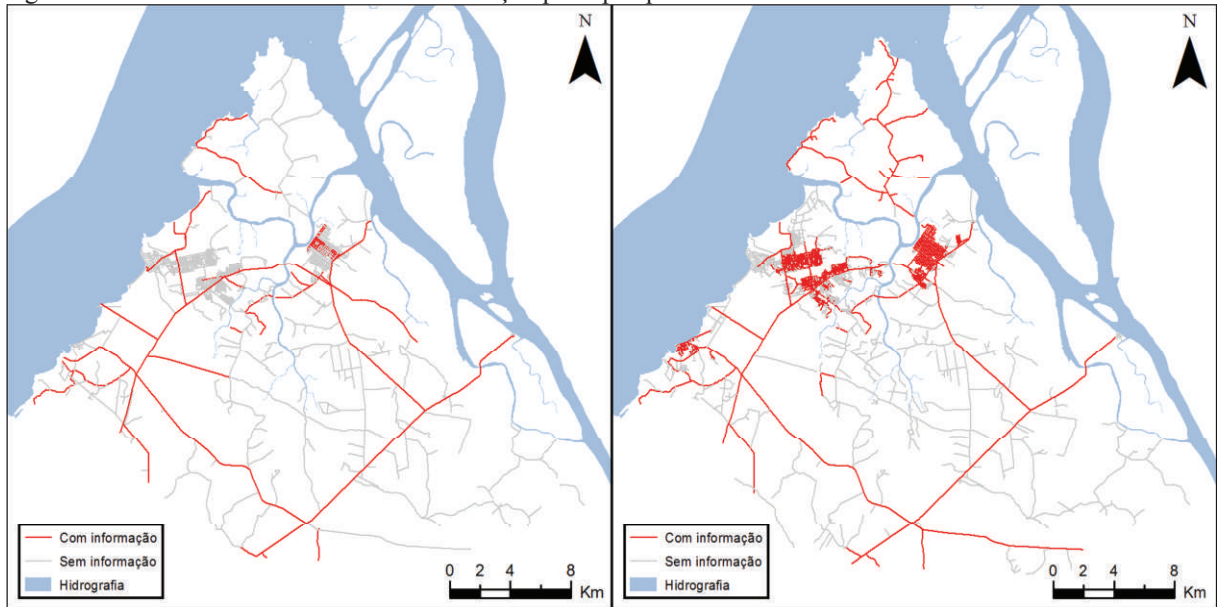 N
Com informação
Sem informação
Hidrografia
0 2 4 8
Km
N
Com informação
Sem informação
Hidrografia
0 2 4 8
Km